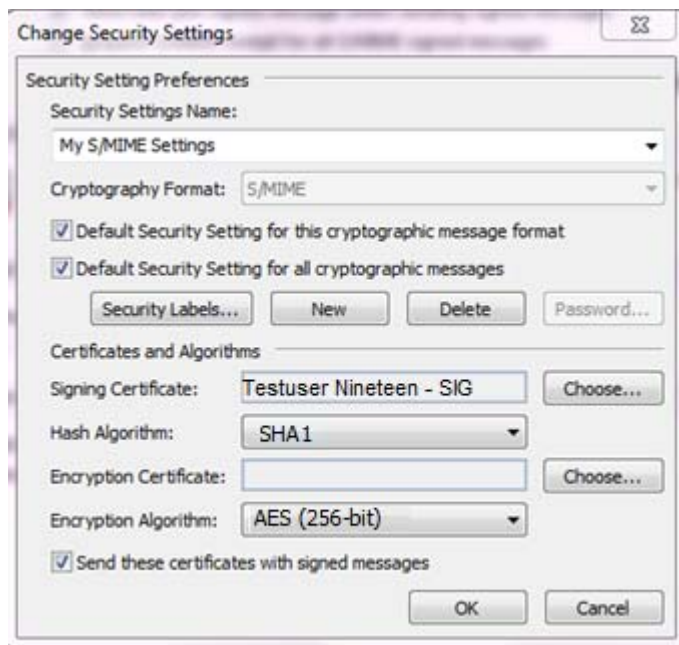 Change Security Settings
Security Setting Preferences
Security Settings Name:
My S/MIME Settings
Cryptography Format: S/MIME
Default Security Setting for this cryptographic message format
Default Security Setting for all cryptographic messages
Security Labels... New Delete Password...
Certificates and Algorithms
Signing Certificate: Testuser Nineteen - SIG Choose...
Hash Algorithm: SHA1
Encryption Certificate: Choose...
Encryption Algorithm: AES (256-bit)
Send these certificates with signed messages
OK Cancel